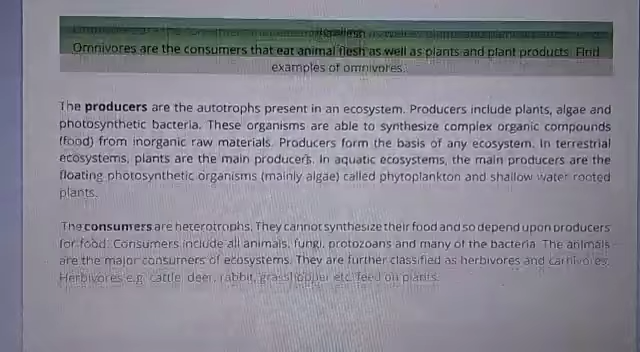 Omnivores are the consumers that eat animal flesh as well as plants and plant products. Find
examples of omnivores.
The producers are the autotrophs present in an ecosystem. Producers include plants, algae and
photosynthetic bacteria. These organisms are able to synthesize complex organic compounds
(food) from inorganic raw materials. Producers form the basis of any ecosystem. In terrestrial
ecosystems, plants are the main producers. In aquatic ecosystems, the main producers are the
floating photosynthetic organisms (mainly algae) called phytoplankton and shallow water rooted
plants.
The consumers are heterotrophs. They cannot synthesize their food and so depend upon producers
for food. Consumers include all animals, fungi, protozoans and many of the bacteria. The animals
are the major consumers of ecosystems. They are further classified as herbivores and carnivores.
Herbivores e.g. cattle, deer, rabbit, grasshopper etc. feed on plants.